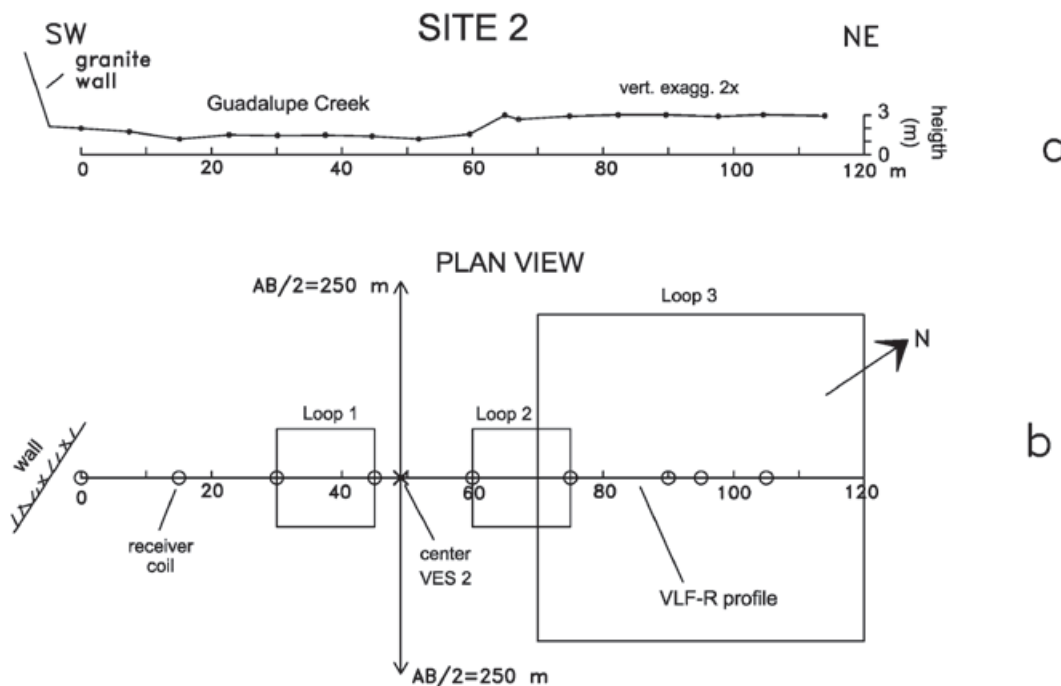 SITE 2
SW
NE
granite
wall
Guadalupe Creek
vert. exagg. 2x
3
0
(m)
heigth
0
20
40
60
80
100
120 m
a
PLAN VIEW
AB/2=250 m
Loop 3
N
Loop 1
Loop 2
b
wall
0
20
40
60
80
100
120
receiver
coil
center
VES 2
VLF-R profile
AB/2=250 m